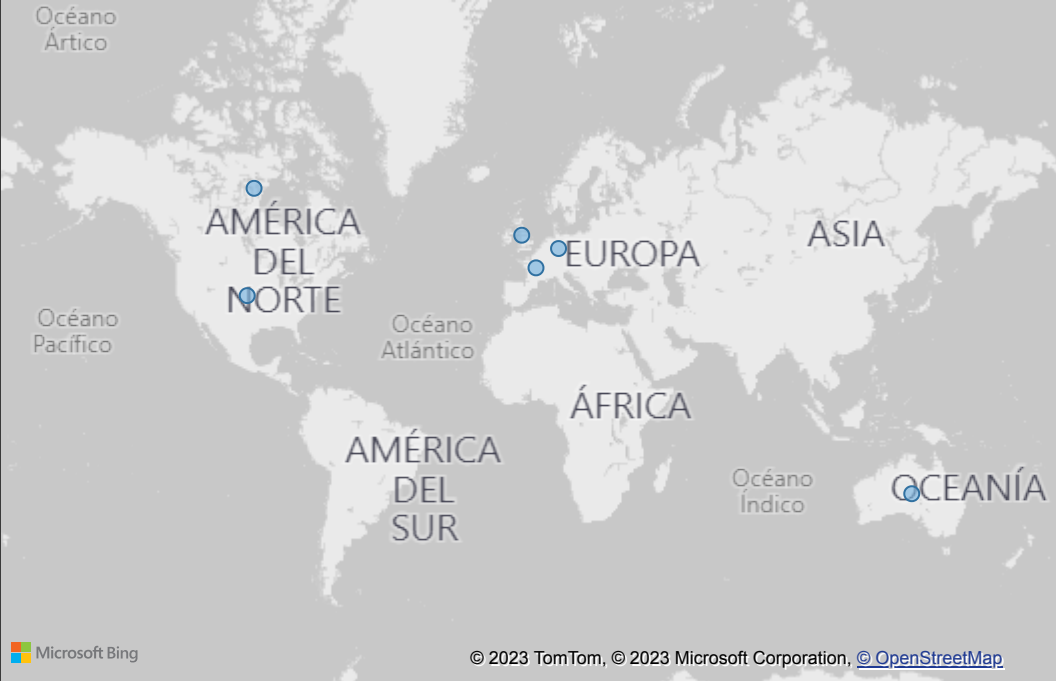 Océano
Ártico
AMÉRICA
DEL
NORTE
EUROPA
ASIA
Océano
Pacífico
Océano
Atlántico
ÁFRICA
AMÉRICA
DEL
SUR
Océano
Índico
OCEANÍA
Microsoft Bing
© 2023 TomTom, © 2023 Microsoft Corporation, © OpenStreetMap